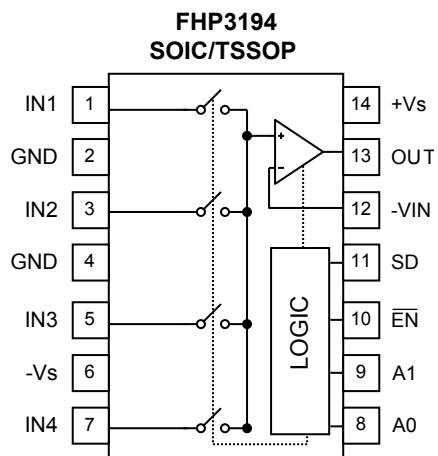 FHP3194
SOIC/TSSOP
IN1 1 14 +Vs
GND 2 + 13 OUT
IN2 3 - 12 -VIN
GND 4 11 SD
IN3 5 LOGIC 10 E̅N̅
-Vs 6 9 A1
IN4 7 8 A0